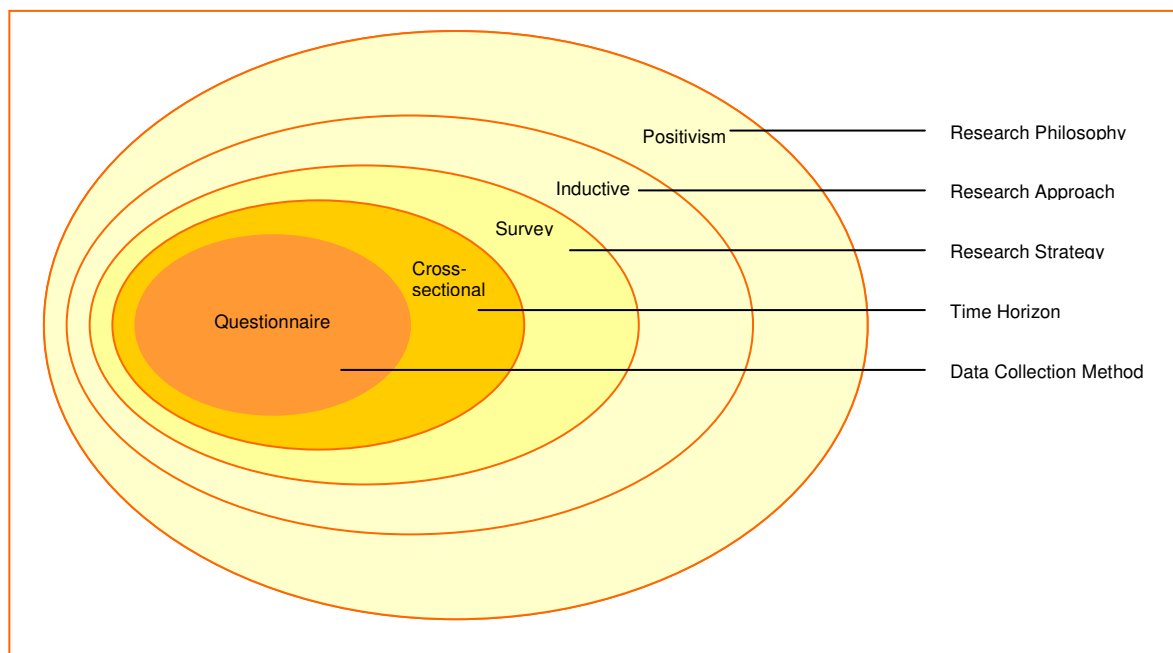 Positivism
Research Philosophy
Inductive
Research Approach
Survey
Research Strategy
Cross-
sectional
Time Horizon
Questionnaire
Data Collection Method